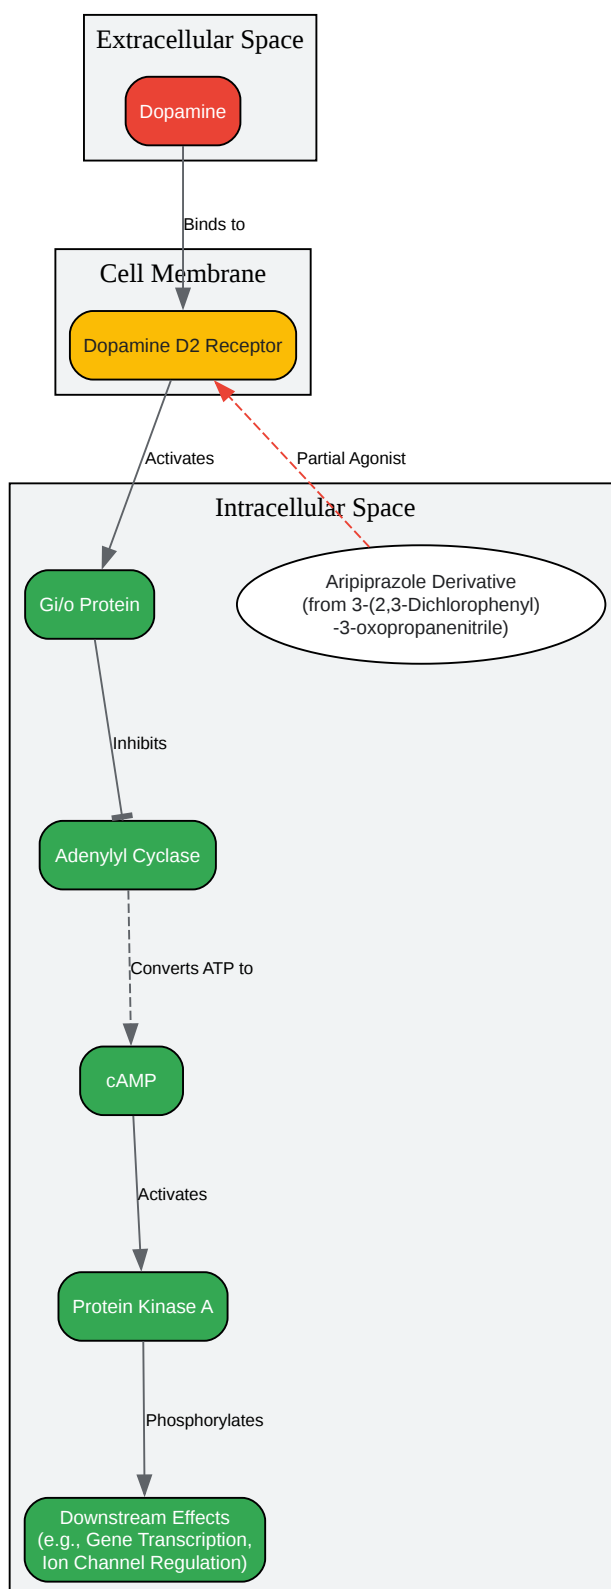 Extracellular Space
Dopamine
Binds to
Cell Membrane
Dopamine D2 Receptor
Activates
Partial Agonist
Intracellular Space
Gi/o Protein
Aripiprazole Derivative
(from 3-(2,3-Dichlorophenyl)
-3-oxopropanenitrile)
Inhibits
Adenylyl Cyclase
Converts ATP to
cAMP
Activates
Protein Kinase A
Phosphorylates
Downstream Effects
(e.g., Gene Transcription,
Ion Channel Regulation)